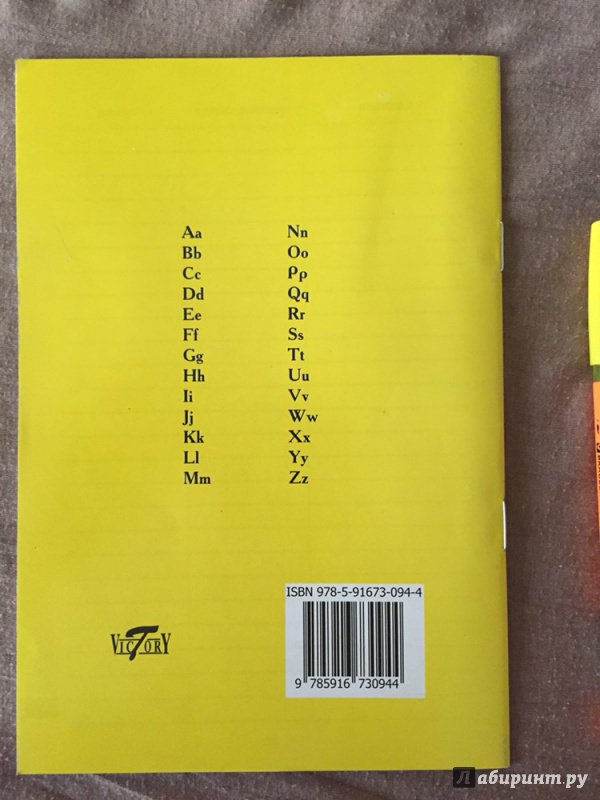 Aa
Bb
Cc
Dd
Ee
Ff
Gg
Hh
Ii
Jj
Kk
Ll
Mm
Nn
Oo
Ρρ
Qq
Rr
Ss
Tt
Uu
Vv
Ww
Xx
Yy
Zz
VICTORY
ISBN 978-5-91673-094-4
9 785916 730944
Лабиринт.ру